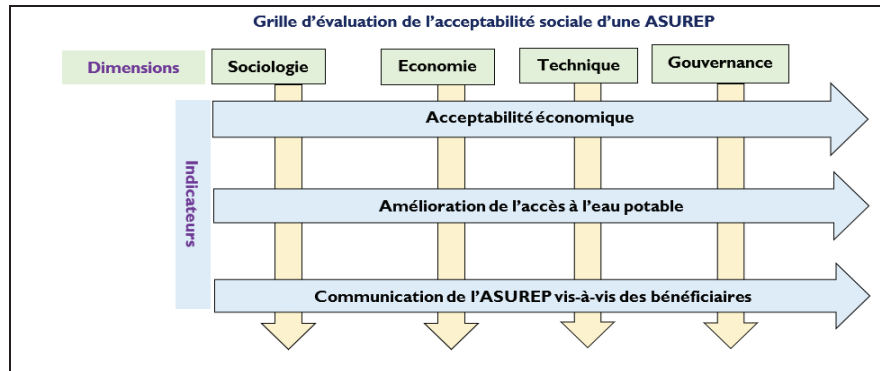 Grille d’évaluation de l’acceptabilité sociale d’une ASUREP
Dimensions
Sociologie
Economie
Technique
Gouvernance
Indicateurs
Acceptabilité économique
Amélioration de l’accès à l’eau potable
Communication de l’ASUREP vis-à-vis des bénéficiaires